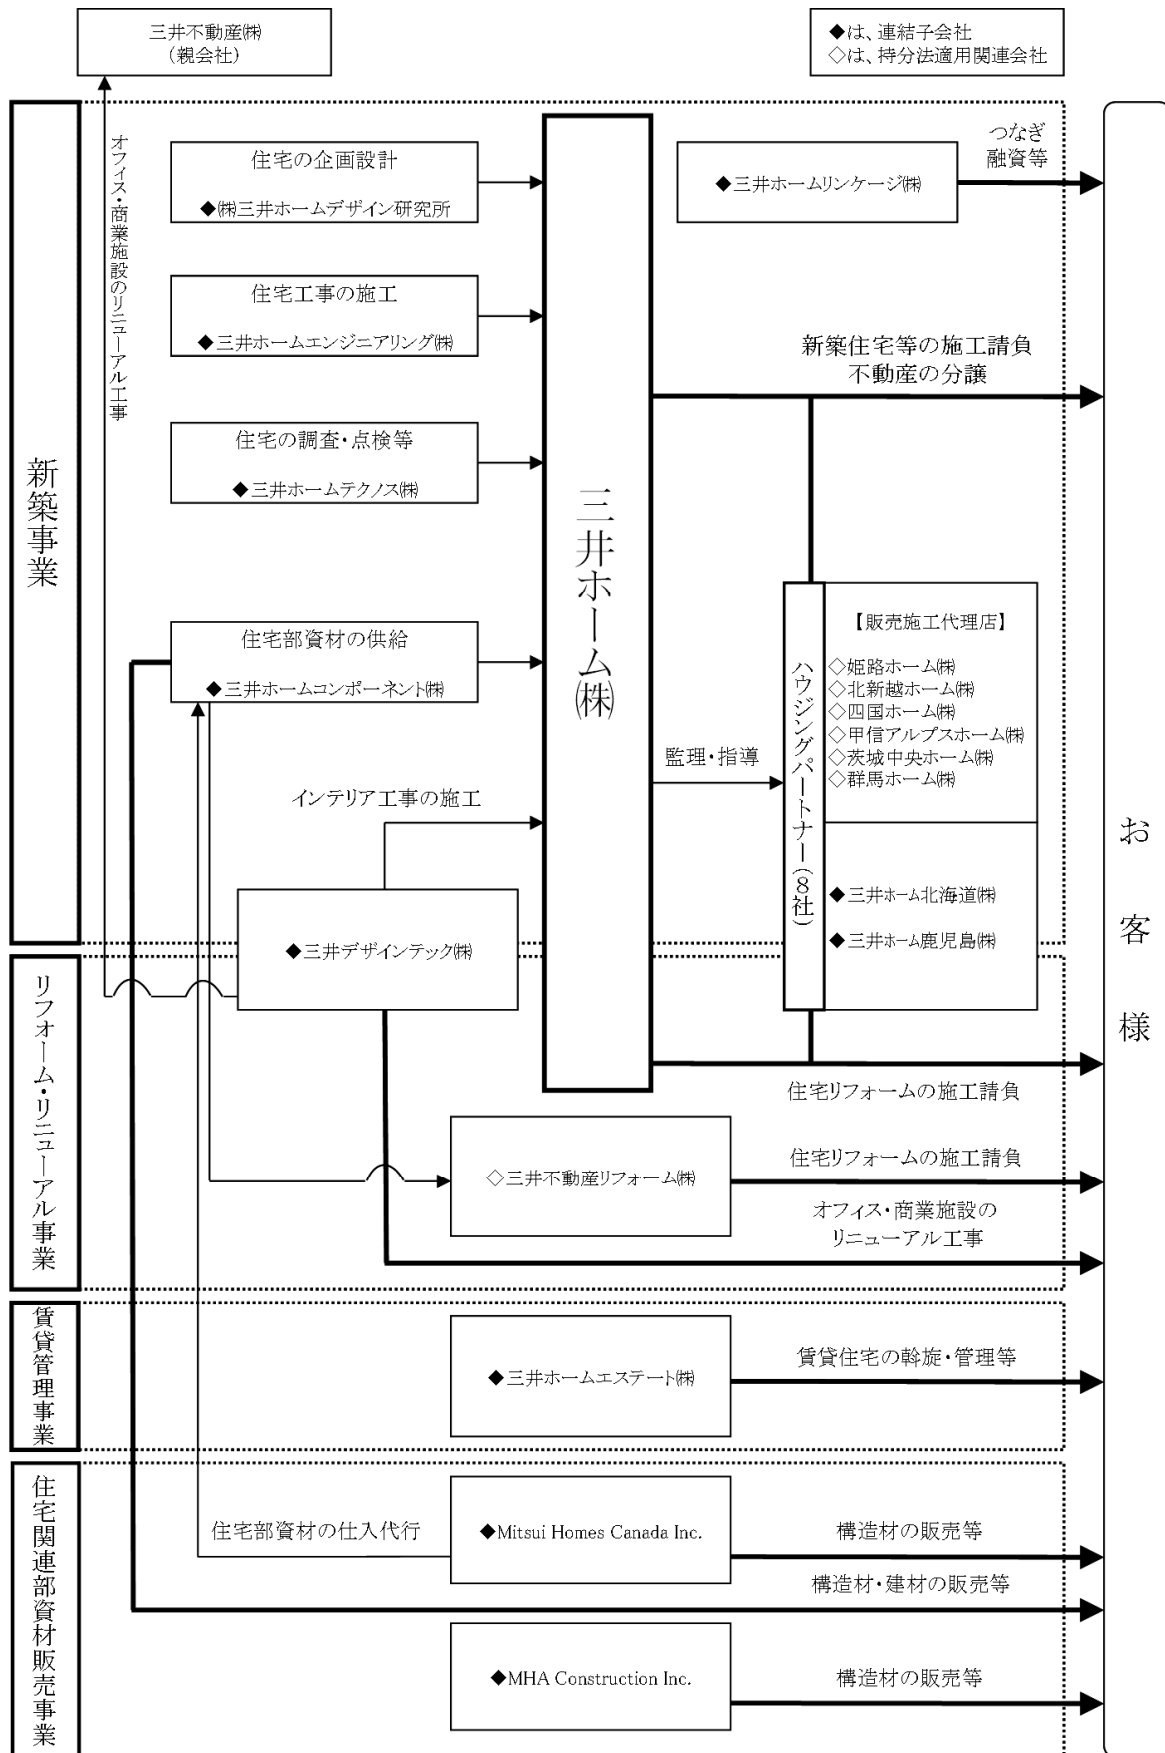 三井不動産㈱
（親会社）
◆は、連結子会社
◇は、持分法適用関連会社
オフィス・商業施設のリニューアル工事
新築事業
住宅の企画設計
◆㈱三井ホームデザイン研究所
住宅工事の施工
◆三井ホームエンジニアリング㈱
住宅の調査・点検等
◆三井ホームテクノス㈱
住宅部資材の供給
◆三井ホームコンポーネント㈱
インテリア工事の施工
◆三井デザインテック㈱
三井ホーム㈱
◆三井ホームリンケージ㈱
つなぎ
融資等
新築住宅等の施工請負
不動産の分譲
監理・指導
ハウジングパートナー（8社）
【販売施工代理店】
◇姫路ホーム㈱
◇北新越ホーム㈱
◇四国ホーム㈱
◇甲信アルプスホーム㈱
◇茨城中央ホーム㈱
◇群馬ホーム㈱
◆三井ホーム北海道㈱
◆三井ホーム鹿児島㈱
お客様
リフォーム・リニューアル事業
住宅リフォームの施工請負
◇三井不動産リフォーム㈱
住宅リフォームの施工請負
オフィス・商業施設の
リニューアル工事
賃貸管理事業
◆三井ホームエステート㈱
賃貸住宅の斡旋・管理等
住宅関連部資材販売事業
住宅部資材の仕入代行
◆Mitsui Homes Canada Inc.
構造材の販売等
構造材・建材の販売等
◆MHA Construction Inc.
構造材の販売等